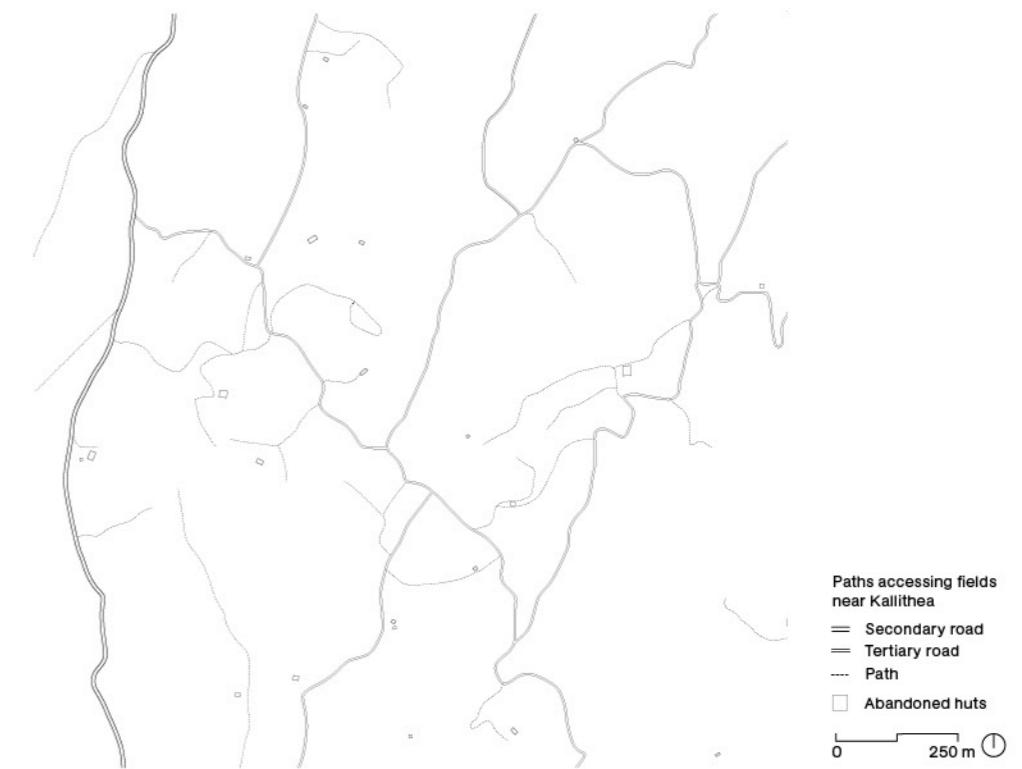 Paths accessing fields
near Kallithea
Secondary road
Tertiary road
Path
Abandoned huts
0 250 m